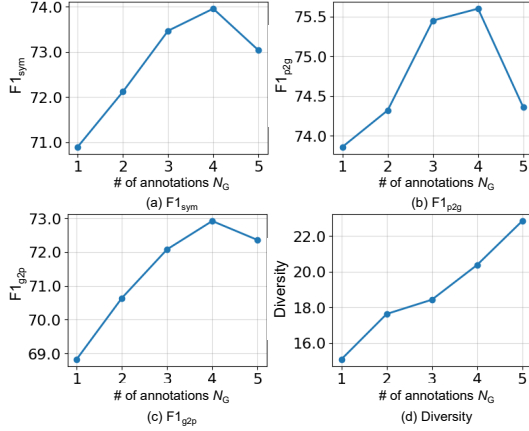 74.0
73.0
72.0
71.0
F1sym
1 2 3 4 5
# of annotations NG
(a) F1sym
75.5
75.0
74.5
74.0
F1p2g
1 2 3 4 5
# of annotations NG
(b) F1p2g
73.0
72.0
71.0
70.0
69.0
F1g2p
1 2 3 4 5
# of annotations NG
(c) F1g2p
22.0
20.0
18.0
16.0
Diversity
1 2 3 4 5
# of annotations NG
(d) Diversity